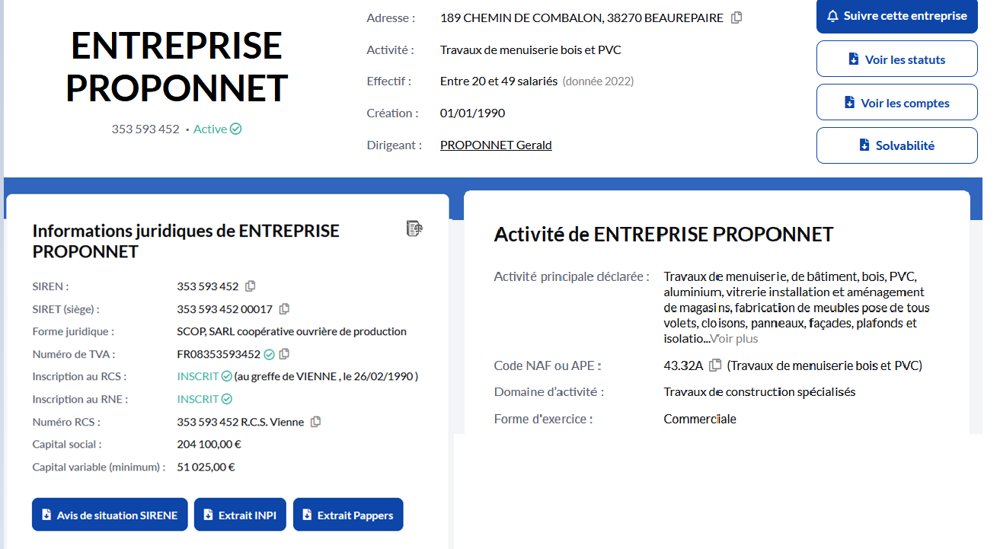 ENTREPRISE
PROPONNET
353 593 452 • Active
Adresse : 189 CHEMIN DE COMBALON, 38270 BEAUREPAIRE
Activité : Travaux de menuiserie bois et PVC
Effectif : Entre 20 et 49 salariés (donnée 2022)
Création : 01/01/1990
Dirigeant : PROPONNET Gerald
Suivre cette entreprise
Voir les statuts
Voir les comptes
Solvabilité
Informations juridiques de ENTREPRISE
PROPONNET
SIREN : 353 593 452
SIRET (siège) : 353 593 452 00017
Forme juridique : SCOP, SARL coopérative ouvrière de production
Numéro de TVA : FR08353593452
Inscription au RCS : INSCRIT (au greffe de VIENNE , le 26/02/1990 )
Inscription au RNE : INSCRIT
Numéro RCS : 353 593 452 R.C.S. Vienne
Capital social : 204 100,00 €
Capital variable (minimum) : 51 025,00 €
Avis de situation SIRENE
Extrait INPI
Extrait Pappers
Activité de ENTREPRISE PROPONNET
Activité principale déclarée : Travaux de menuiserie, de bâtiment, bois, PVC,
aluminium, vitrerie installation et aménagement
de magasins, fabrication de meubles pose de tous
volets, cloisons, panneaux, façades, plafonds et
isolatio...Voir plus
Code NAF ou APE : 43.32A (Travaux de menuiserie bois et PVC)
Domaine d'activité : Travaux de construction spécialisés
Forme d'exercice : Commerciale